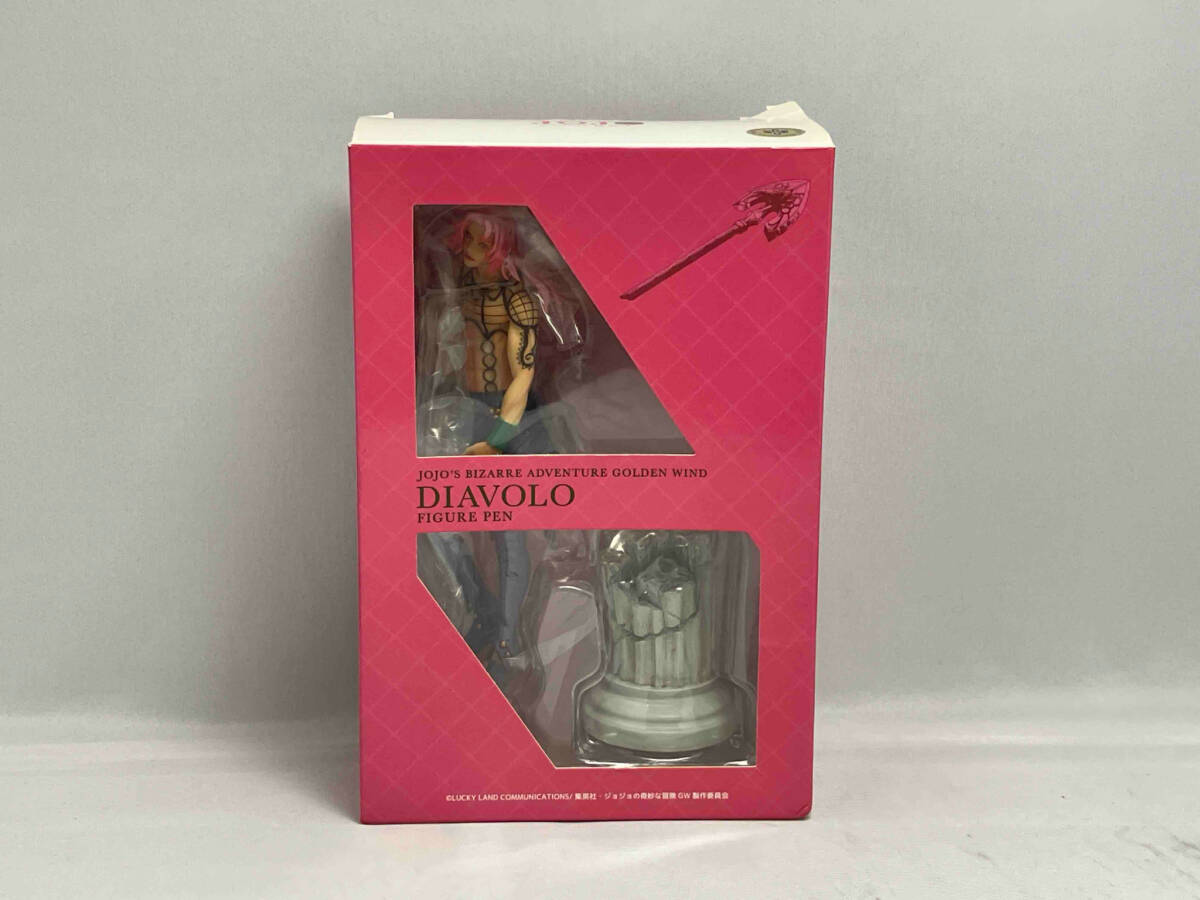 JOJO'S BIZARRE ADVENTURE GOLDEN WIND
DIAVOLO
FIGURE PEN
©LUCKY LAND COMMUNICATIONS/集英社・ジョジョの奇妙な冒険 GW 製作委員会